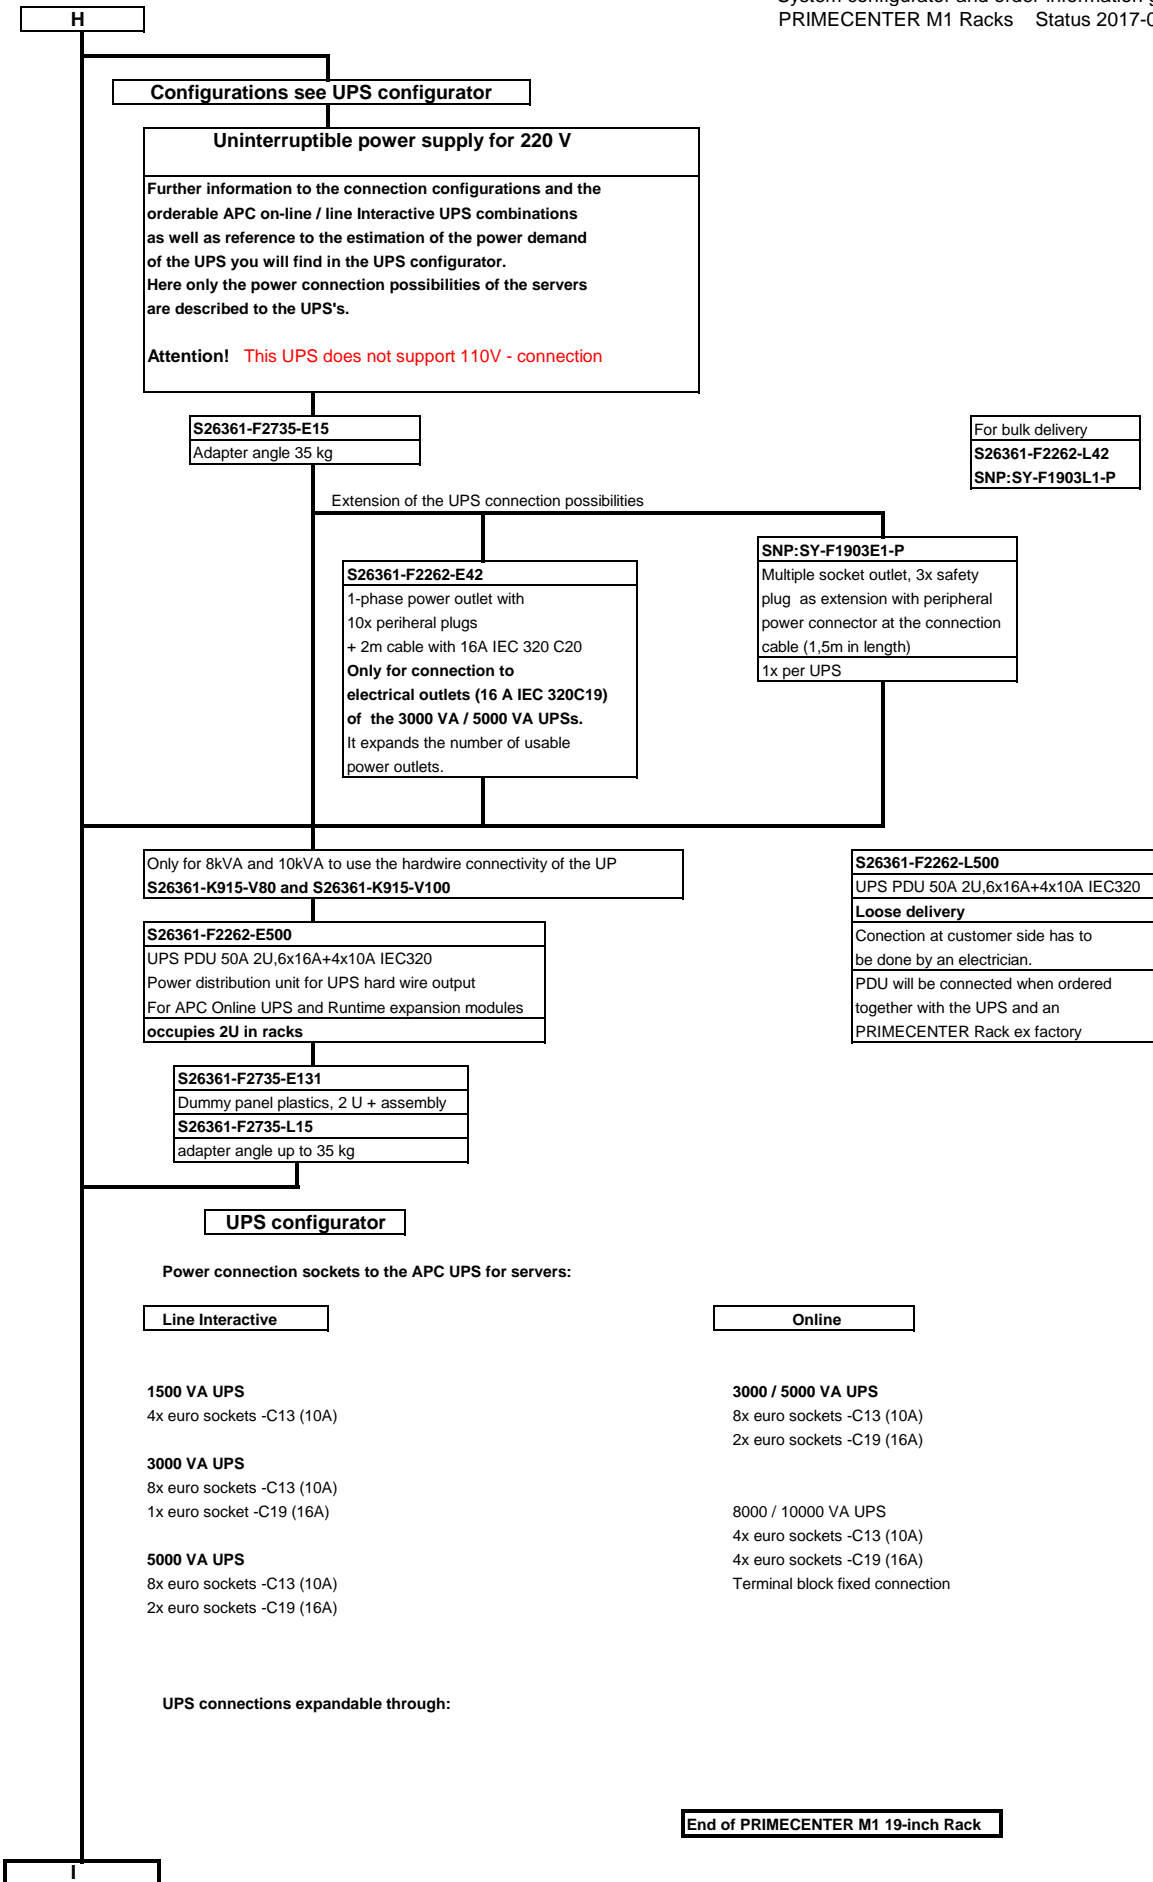 PRIMECENTER M1 Racks    Status 2017-0
H
Configurations see UPS configurator
Uninterruptible power supply for 220 V
Further information to the connection configurations and the
orderable APC on-line / line Interactive UPS combinations
as well as reference to the estimation of the power demand
of the UPS you will find in the UPS configurator.
Here only the power connection possibilities of the servers
are described to the UPS's.
Attention!   This UPS does not support 110V - connection
S26361-F2735-E15
Adapter angle 35 kg
For bulk delivery
S26361-F2262-L42
SNP:SY-F1903L1-P
Extension of the UPS connection possibilities
S26361-F2262-E42
1-phase power outlet with
10x periheral plugs
+ 2m cable with 16A IEC 320 C20
Only for connection to
electrical outlets (16 A IEC 320C19)
of  the 3000 VA / 5000 VA UPSs.
It expands the number of usable
power outlets.
SNP:SY-F1903E1-P
Multiple socket outlet, 3x safety
plug  as extension with peripheral
power connector at the connection
cable (1,5m in length)
1x per UPS
Only for 8kVA and 10kVA to use the hardwire connectivity of the UP
S26361-K915-V80 and S26361-K915-V100
S26361-F2262-E500
UPS PDU 50A 2U,6x16A+4x10A IEC320
Power distribution unit for UPS hard wire output
For APC Online UPS and Runtime expansion modules
occupies 2U in racks
S26361-F2262-L500
UPS PDU 50A 2U,6x16A+4x10A IEC320
Loose delivery
Conection at customer side has to
be done by an electrician.
PDU will be connected when ordered
together with the UPS and an
PRIMECENTER Rack ex factory
S26361-F2735-E131
Dummy panel plastics, 2 U + assembly
S26361-F2735-L15
adapter angle up to 35 kg
UPS configurator
Power connection sockets to the APC UPS for servers:
Line Interactive
1500 VA UPS
4x euro sockets -C13 (10A)
3000 VA UPS
8x euro sockets -C13 (10A)
1x euro socket -C19 (16A)
5000 VA UPS
8x euro sockets -C13 (10A)
2x euro sockets -C19 (16A)
Online
3000 / 5000 VA UPS
8x euro sockets -C13 (10A)
2x euro sockets -C19 (16A)
8000 / 10000 VA UPS
4x euro sockets -C13 (10A)
4x euro sockets -C19 (16A)
Terminal block fixed connection
UPS connections expandable through:
End of PRIMECENTER M1 19-inch Rack
I